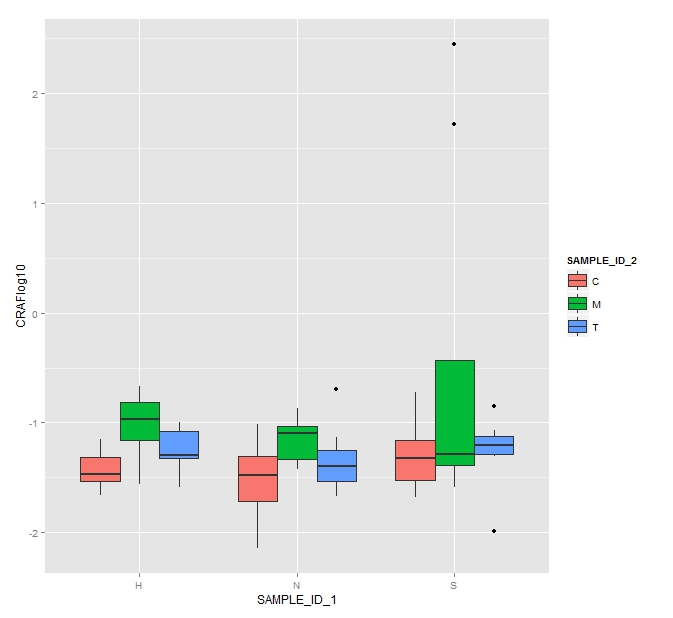 CRAFlog10
2
1
0
-1
-2
H
N
S
SAMPLE_ID_1
SAMPLE_ID_2
C
M
T